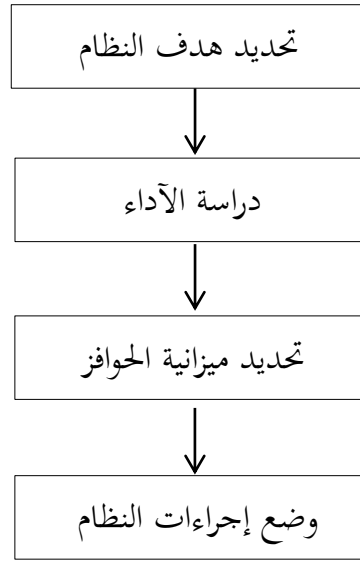 تحديد هدف النظام
دراسة الآداء
تحديد ميزانية الحوافز
وضع إجراءات النظام